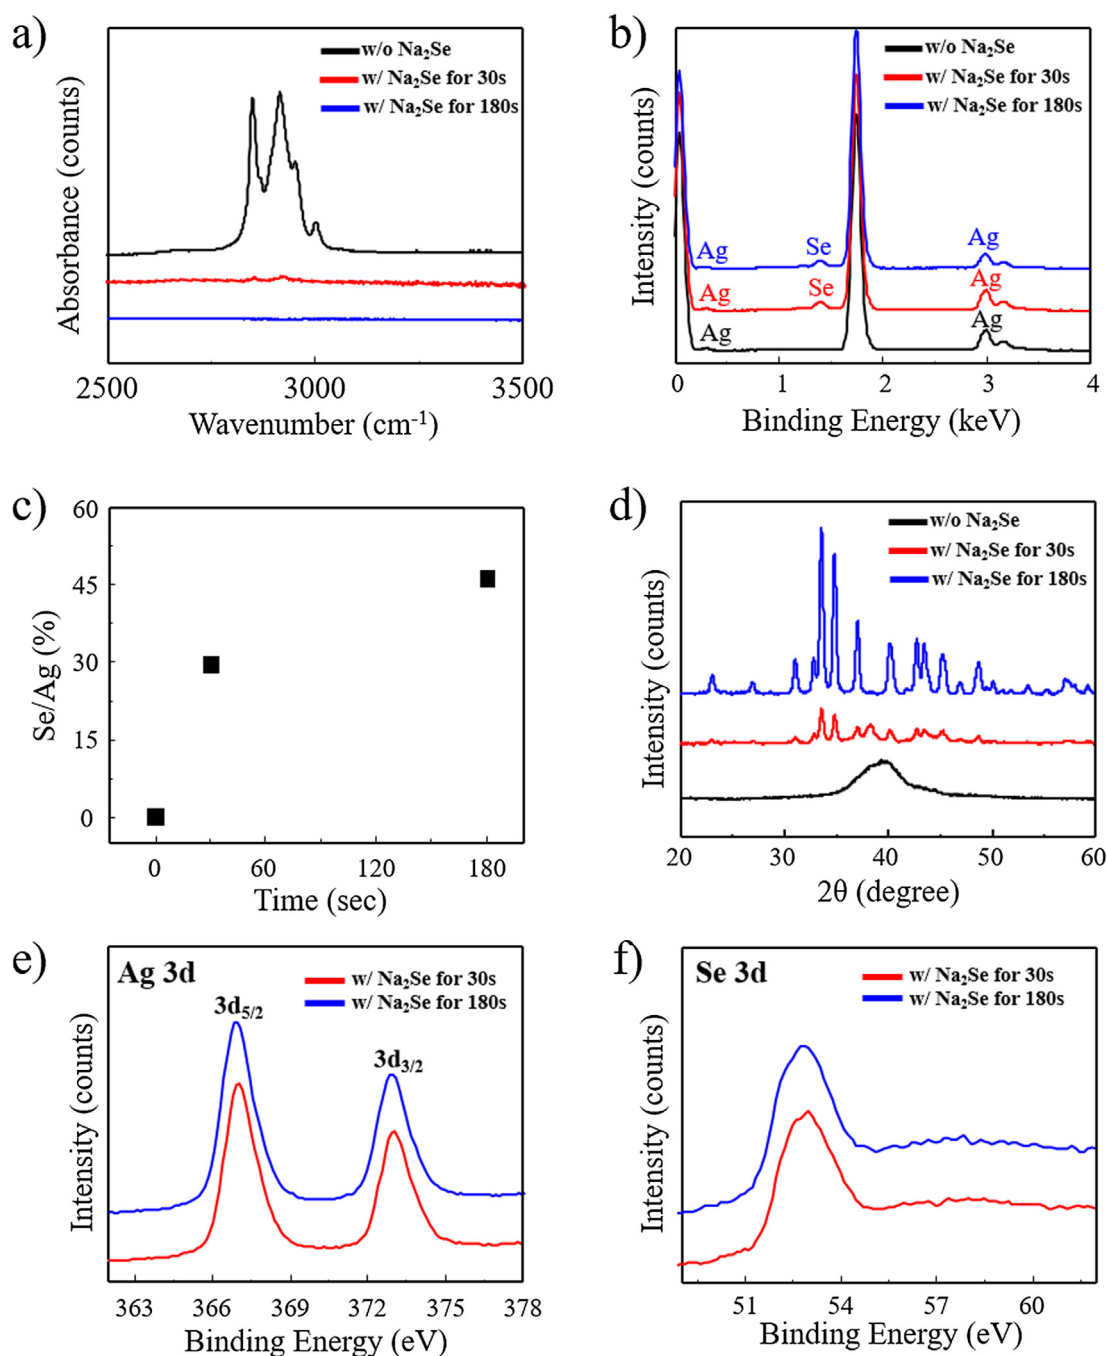 a)
w/o Na₂Se
w/ Na₂Se for 30s
w/ Na₂Se for 180s
Absorbance (counts)
2500 3000 3500
Wavenumber (cm⁻¹)
b)
w/o Na₂Se
w/ Na₂Se for 30s
w/ Na₂Se for 180s
Intensity (counts)
Ag Se Ag
Ag Se Ag
Ag Ag
0 1 2 3 4
Binding Energy (keV)
c)
Se/Ag (%)
60
45
30
15
0
0 60 120 180
Time (sec)
d)
w/o Na₂Se
w/ Na₂Se for 30s
w/ Na₂Se for 180s
Intensity (counts)
20 30 40 50 60
2θ (degree)
e)
Ag 3d
w/ Na₂Se for 30s
w/ Na₂Se for 180s
3d₅/₂
3d₃/₂
Intensity (counts)
363 366 369 372 375 378
Binding Energy (eV)
f)
Se 3d
w/ Na₂Se for 30s
w/ Na₂Se for 180s
Intensity (counts)
51 54 57 60
Binding Energy (eV)